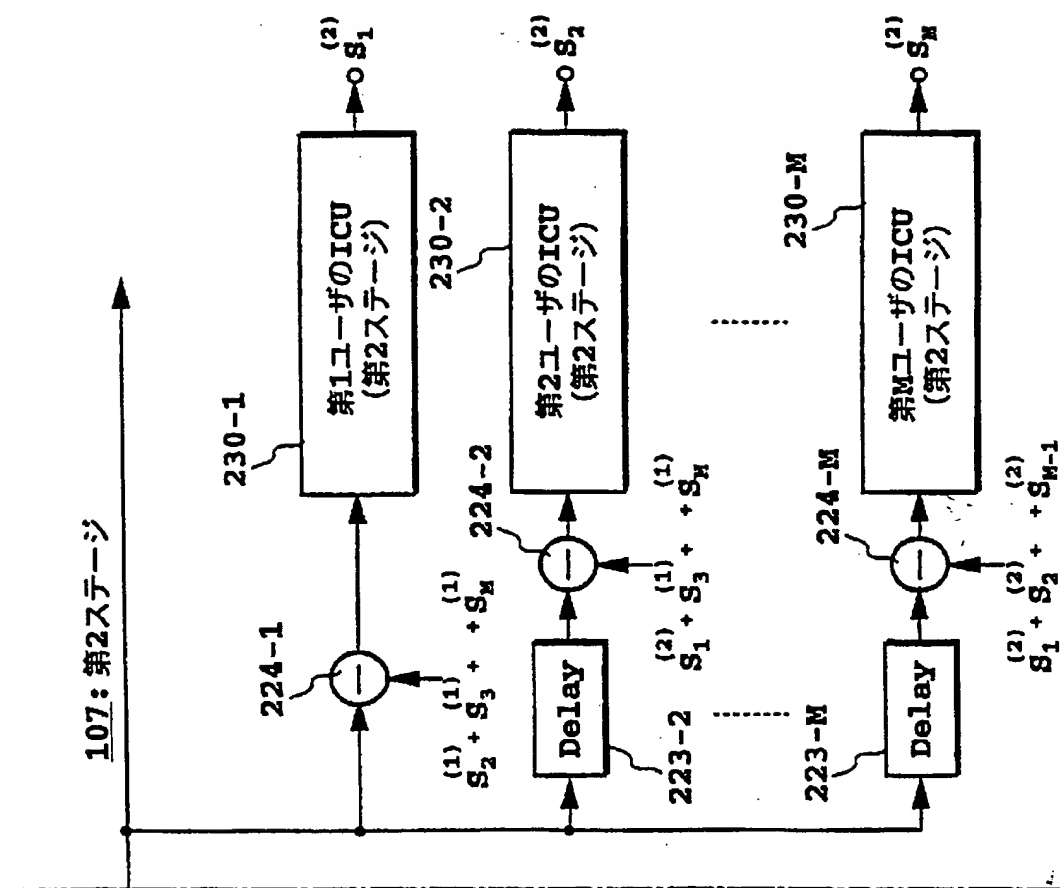 107: 第2ステージ
224-1
S₂⁽¹⁾ + S₃⁽¹⁾ + +S_M⁽¹⁾
230-1
第1ユーザのICU
(第2ステージ)
S₁⁽²⁾
Delay
223-2
224-2
S₁⁽²⁾ + S₃⁽¹⁾ + +S_M⁽¹⁾
230-2
第2ユーザのICU
(第2ステージ)
S₂⁽²⁾
Delay
223-M
224-M
S₁⁽²⁾ + S₂⁽²⁾ + +S_M-1⁽²⁾
230-M
第MユーザのICU
(第2ステージ)
S_M⁽²⁾